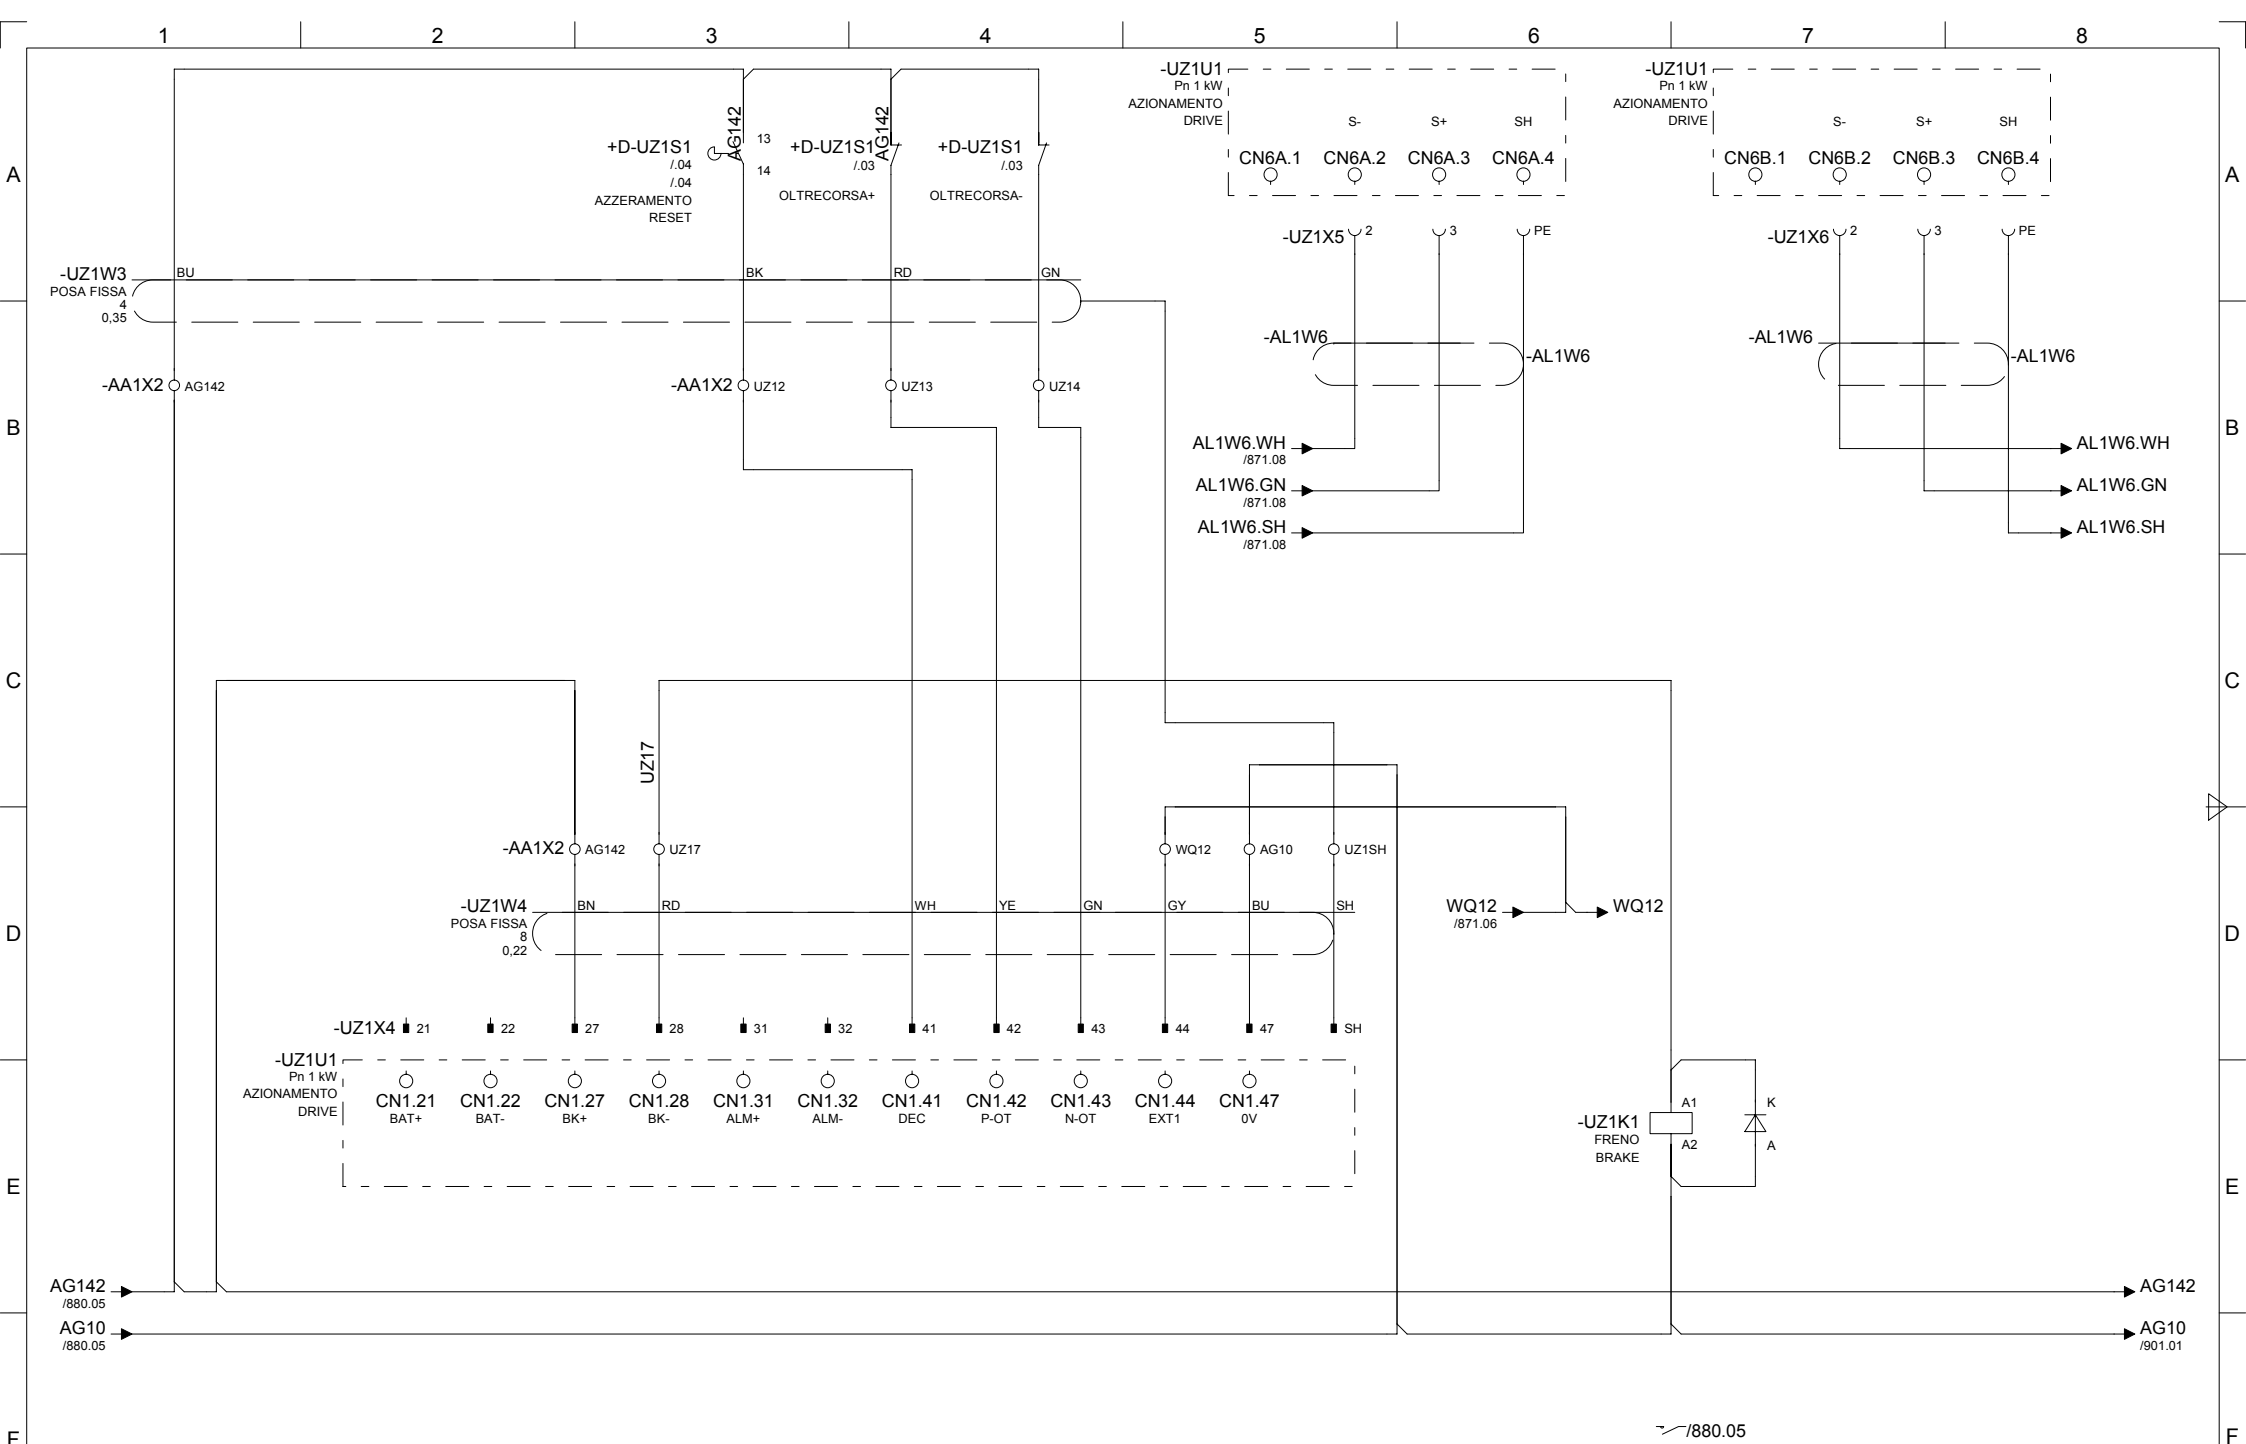 1 2 3 4 5 6 7 8
A A
B B
C C
D D
E E
F F
AG142
AG142
+D-UZ1S1
/.04
/.04
AZZERAMENTO
RESET
13
14
+D-UZ1S1
/.03
OLTRECORSA+
+D-UZ1S1
/.03
OLTRECORSA-
-UZ1U1
Pn 1 kW
AZIONAMENTO
DRIVE
S- S+ SH
CN6A.1 CN6A.2 CN6A.3 CN6A.4
-UZ1X5 2 3 PE
-UZ1U1
Pn 1 kW
AZIONAMENTO
DRIVE
S- S+ SH
CN6B.1 CN6B.2 CN6B.3 CN6B.4
-UZ1X6 2 3 PE
-UZ1W3 BU BK RD GN
POSA FISSA
4
0,35
-AL1W6 -AL1W6
-AL1W6 -AL1W6
-AA1X2 AG142 -AA1X2 UZ12 UZ13 UZ14
AL1W6.WH
/871.08
AL1W6.GN
/871.08
AL1W6.SH
/871.08
AL1W6.WH
AL1W6.GN
AL1W6.SH
UZ17
-AA1X2 AG142 UZ17 WQ12 AG10 UZ1SH
-UZ1W4 BN RD WH YE GN GY BU SH
POSA FISSA
8
0,22
WQ12
/871.06
WQ12
-UZ1X4 21 22 27 28 31 32 41 42 43 44 47 SH
-UZ1U1
Pn 1 kW
AZIONAMENTO
DRIVE
CN1.21 CN1.22 CN1.27 CN1.28 CN1.31 CN1.32 CN1.41 CN1.42 CN1.43 CN1.44 CN1.47
BAT+ BAT- BK+ BK- ALM+ ALM- DEC P-OT N-OT EXT1 0V
-UZ1K1
FRENO
BRAKE
A1
A2
K
A
AG142
/880.05
AG142
AG10
/880.05
AG10
/901.01
/880.05